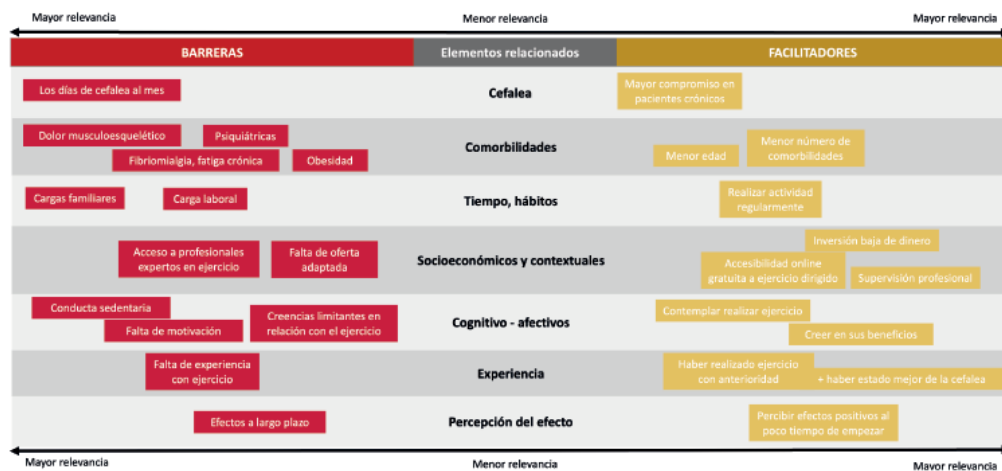 Mayor relevancia Menor relevancia Mayor relevancia
BARRERAS Elementos relacionados FACILITADORES
Los días de cefalea al mes
Cefalea
Mayor compromiso en
pacientes crónicos
Dolor musculoesquelético
Psiquiátricas
Fibriomialgia, fatiga crónica
Obesidad
Comorbilidades
Menor edad
Menor número de
comorbilidades
Cargas familiares
Carga laboral
Tiempo, hábitos
Realizar actividad
regularmente
Acceso a profesionales
expertos en ejercicio
Falta de oferta
adaptada
Socioeconómicos y contextuales
Inversión baja de dinero
Accesibilidad online
gratuita a ejercicio dirigido
Supervisión profesional
Conducta sedentaria
Falta de motivación
Creencias limitantes en
relación con el ejercicio
Cognitivo - afectivos
Contemplar realizar ejercicio
Creer en sus beneficios
Falta de experiencia
con ejercicio
Experiencia
Haber realizado ejercicio
con anterioridad
+ haber estado mejor de la cefalea
Efectos a largo plazo
Percepción del efecto
Percibir efectos positivos al
poco tiempo de empezar
Mayor relevancia Menor relevancia Mayor relevancia